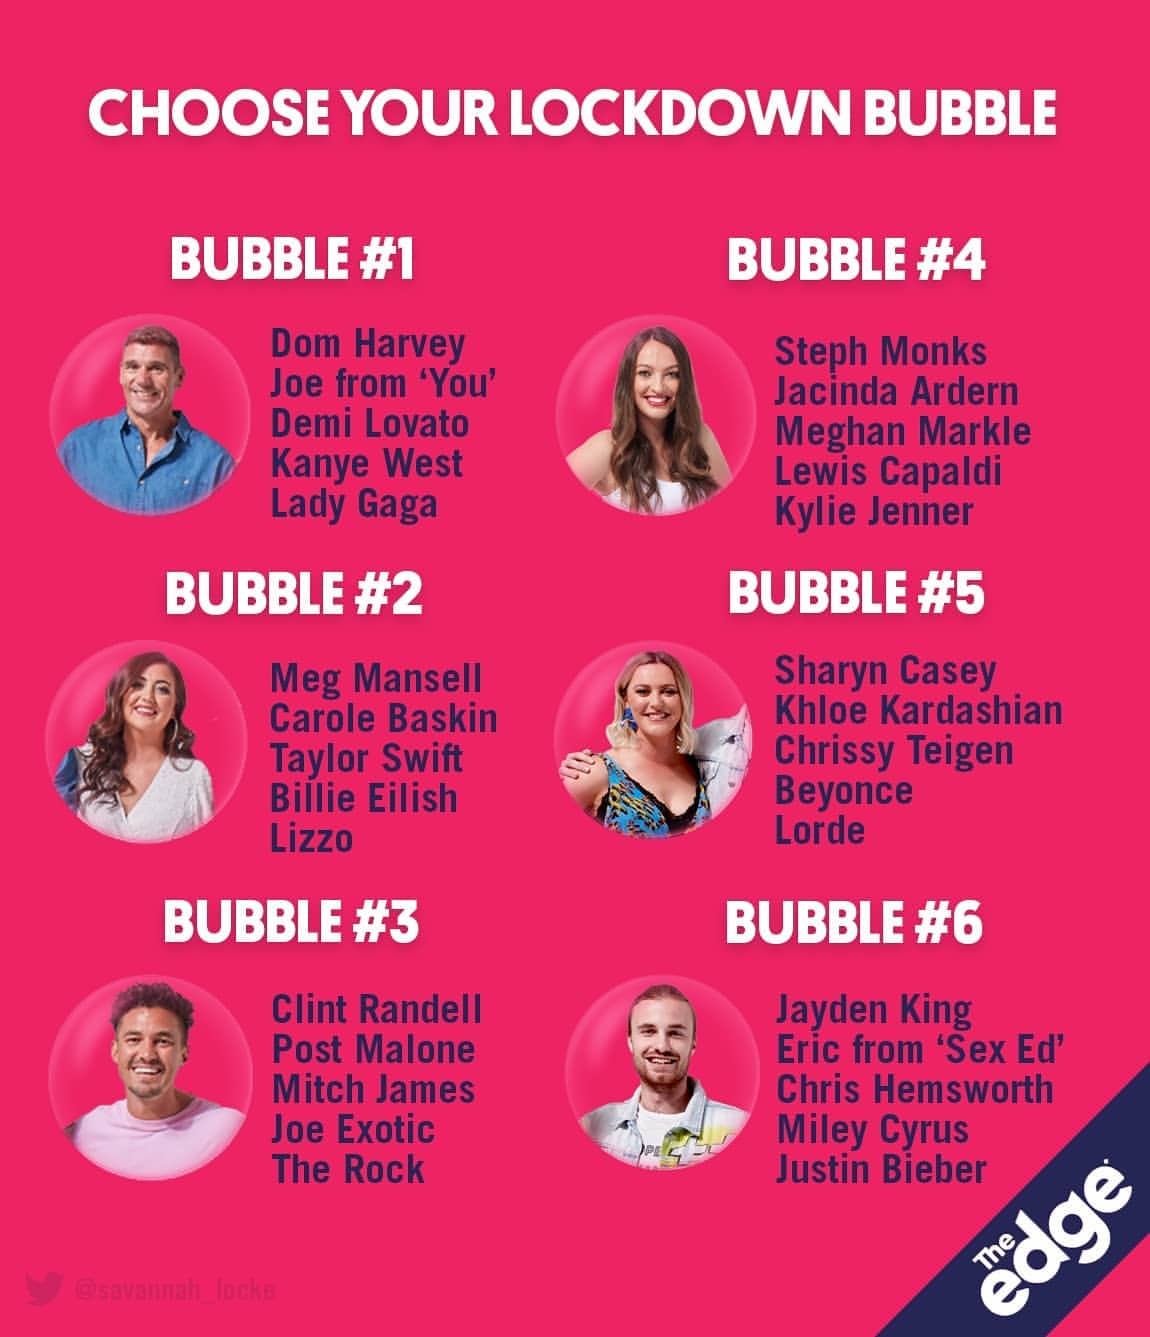 CHOOSE YOUR LOCKDOWN BUBBLE
BUBBLE #1
Dom Harvey
Joe from ‘You’
Demi Lovato
Kanye West
Lady Gaga
BUBBLE #2
Meg Mansell
Carole Baskin
Taylor Swift
Billie Eilish
Lizzo
BUBBLE #3
Clint Randell
Post Malone
Mitch James
Joe Exotic
The Rock
BUBBLE #4
Steph Monks
Jacinda Ardern
Meghan Markle
Lewis Capaldi
Kylie Jenner
BUBBLE #5
Sharyn Casey
Khloe Kardashian
Chrissy Teigen
Beyonce
Lorde
BUBBLE #6
Jayden King
Eric from ‘Sex Ed’
Chris Hemsworth
Miley Cyrus
Justin Bieber
@savannah_locke
The
edge